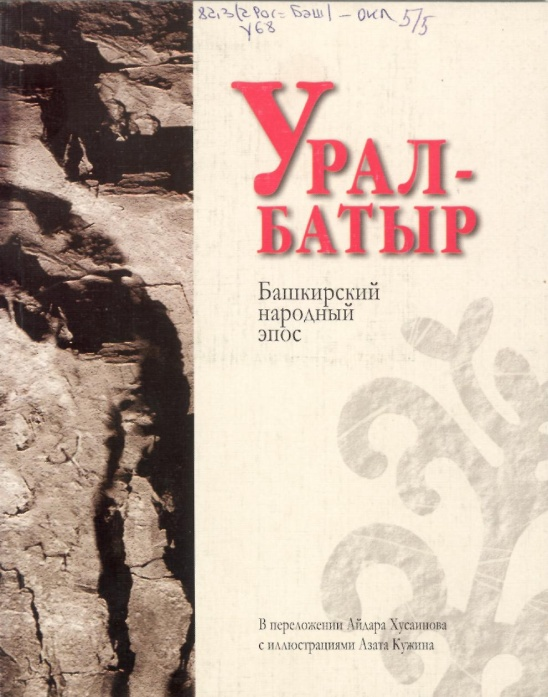 82.3(2Рос=Баш) – ОКЛ 5/5
У68
УРАЛ-
БАТЫР
Башкирский
народный
эпос
В переложении Айдара Хусаинова
с иллюстрациями Азата Кужина